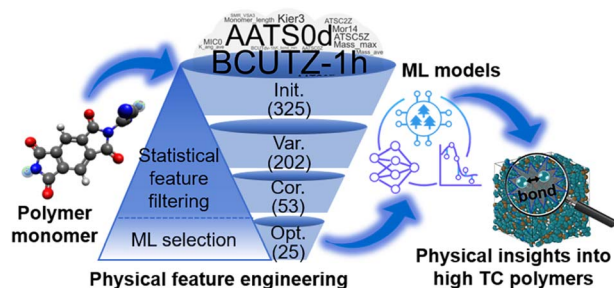 SMR_VSA3
Monomer_length
Kier3
ATSC2Z
MIC0
K_ang_ave
AATS0d
Mor14
ATSC5Z
Mass_max
Mass_ave
BCUTZ-1h
Init.
(325)
Var.
(202)
Cor.
(53)
Opt.
(25)
Statistical
feature
filtering
ML selection
Polymer
monomer
Physical feature engineering
ML models
bond
Physical insights into
high TC polymers